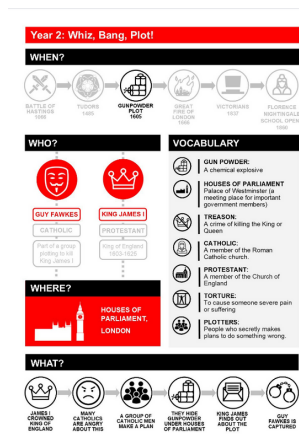 Year 2: Whiz, Bang, Plot!
WHEN?
BATTLE OF
HASTINGS
1066
TUDORS
1485
GUNPOWDER
PLOT
1605
GREAT
FIRE OF
LONDON
1666
VICTORIANS
1837
FLORENCE
NIGHTINGALE
SCHOOL OPEN
WHO?
GUY FAWKES
CATHOLIC
Part of a group
plotting to kill
King James I
KING JAMES I
PROTESTANT
King of England
1603-1625
WHERE?
HOUSES OF
PARLIAMENT,
LONDON
VOCABULARY
GUN POWDER:
A chemical explosive
HOUSES OF PARLIAMENT
Palace of Westminster (a
meeting place for important
government members)
TREASON:
A crime of killing the King or
Queen
CATHOLIC:
A member of the Roman
Catholic church.
PROTESTANT:
A member of the Church of
England
TORTURE:
To cause someone severe pain
or suffering
PLOTTERS:
People who secretly makes
plans to do something wrong.
WHAT?
JAMES I
CROWNED
KING OF
ENGLAND
MANY
CATHOLICS
ARE ANGRY
ABOUT THIS
A GROUP OF
CATHOLIC MEN
MAKE A PLAN
THEY HIDE
GUNPOWDER
UNDER HOUSES
OF PARLIAMENT
KING JAMES
FINDS OUT
ABOUT THE
PLOT
GUY
FAWKES IS
CAPTURED